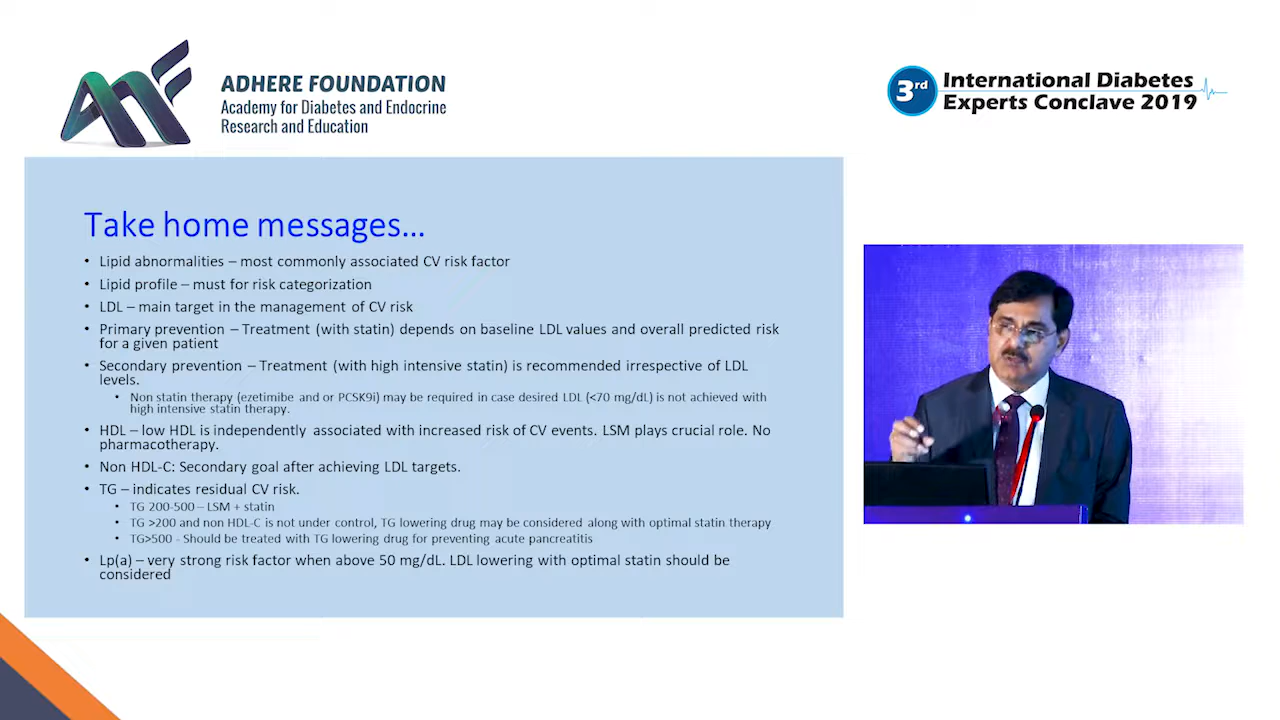 ADHERE FOUNDATION
Academy for Diabetes and Endocrine
Research and Education
3rd
International Diabetes
Experts Conclave 2019
Take home messages...
• Lipid abnormalities – most commonly associated CV risk factor
• Lipid profile – must for risk categorization
• LDL – main target in the management of CV risk
• Primary prevention – Treatment (with statin) depends on baseline LDL values and overall predicted risk
for a given patient
• Secondary prevention – Treatment (with high intensive statin) is recommended irrespective of LDL
levels.
• Non statin therapy (ezetimibe and or PCSK9i) may be required in case desired LDL (<70 mg/dL) is not achieved with
high intensive statin therapy.
• HDL – low HDL is independently associated with increased risk of CV events. LSM plays crucial role. No
pharmacotherapy.
• Non HDL-C: Secondary goal after achieving LDL targets.
• TG – indicates residual CV risk.
• TG 200-500 – LSM + statin
• TG >200 and non HDL-C is not under control, TG lowering drug may be considered along with optimal statin therapy
• TG>500 - Should be treated with TG lowering drug for preventing acute pancreatitis
• Lp(a) – very strong risk factor when above 50 mg/dL. LDL lowering with optimal statin should be
considered